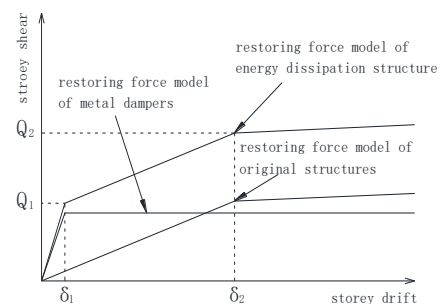 stroey shear
restoring force model of
energy dissipation structure
restoring force model
of metal dampers
Q2
restoring force model of
original structures
Q1
δ1
δ2
storey drift